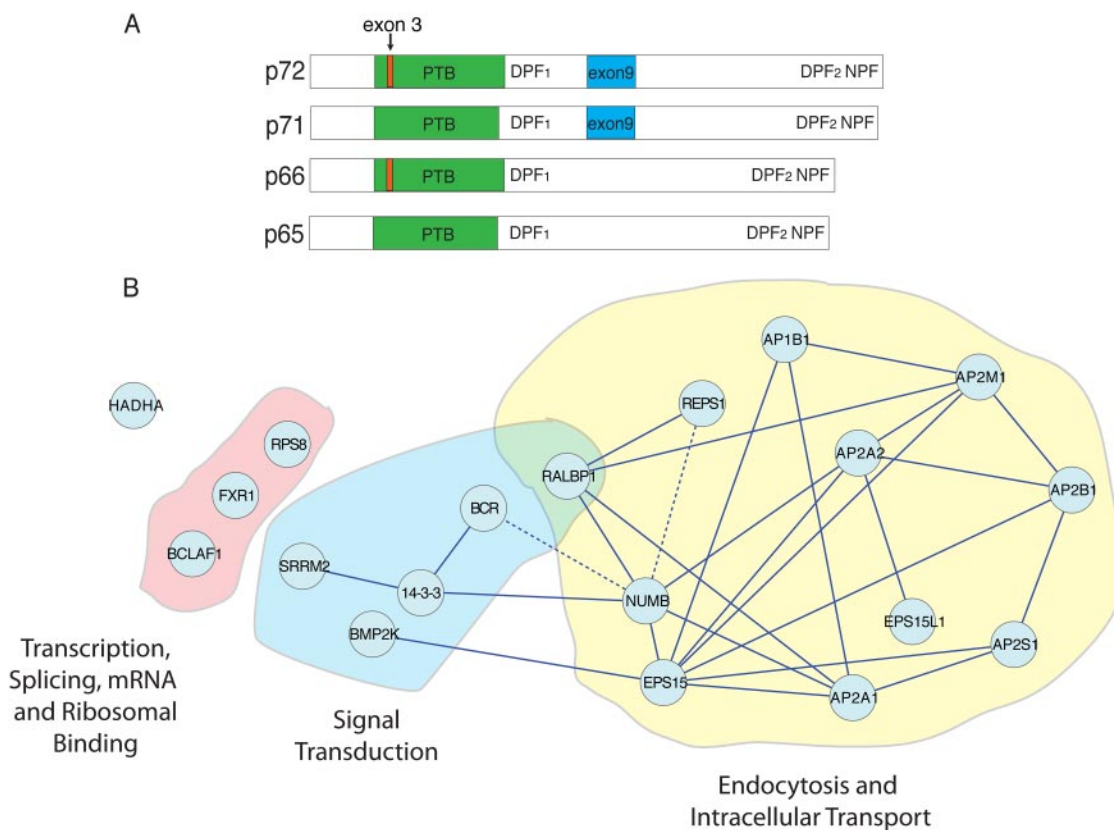 A
exon 3
p72 PTB DPF1 exon9 DPF2 NPF
p71 PTB DPF1 exon9 DPF2 NPF
p66 PTB DPF1 DPF2 NPF
p65 PTB DPF1 DPF2 NPF
B
AP1B1
AP2M1
HADHA
REPS1
RPS8
AP2A2
RALBP1
AP2B1
FXR1
BCR
BCLAF1
SRRM2
14-3-3
NUMB
EPS15L1
BMP2K
AP2S1
EPS15
AP2A1
Transcription,
Splicing, mRNA
and Ribosomal
Binding
Signal
Transduction
Endocytosis and
Intracellular Transport